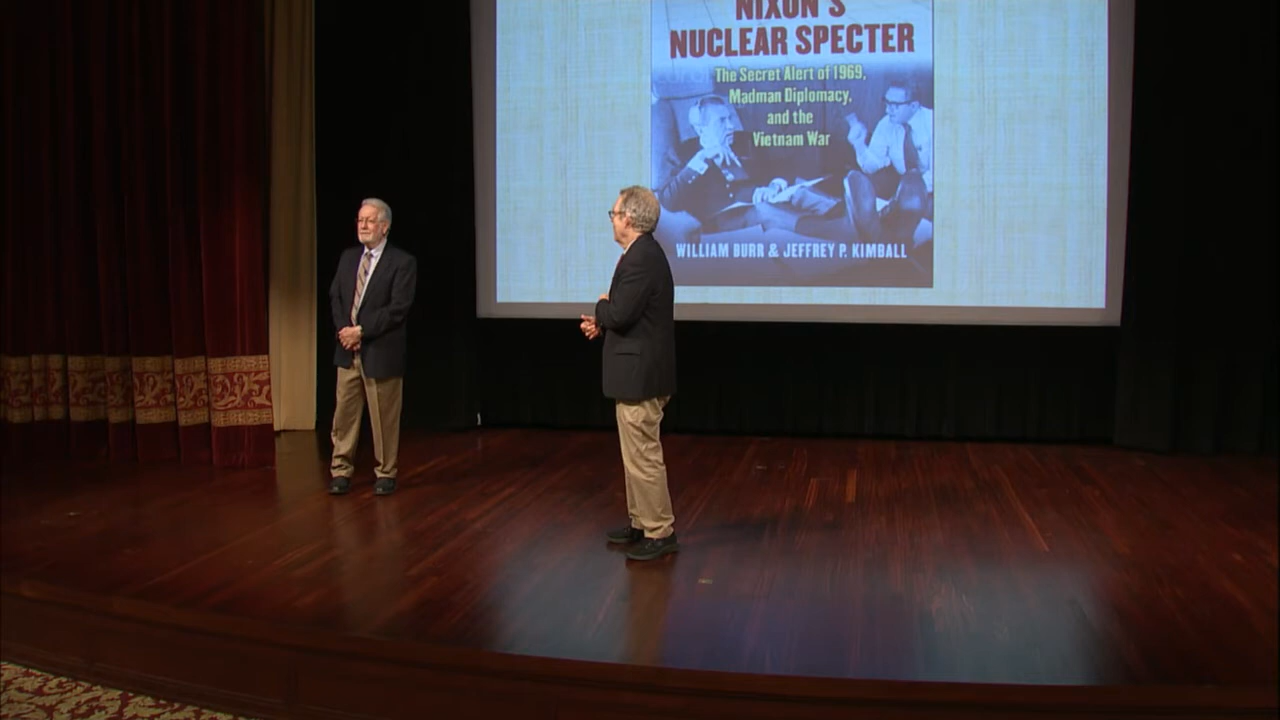 NIXON'S
NUCLEAR SPECTER
The Secret Alert of 1969,
Madman Diplomacy,
and the
Vietnam War
WILLIAM BURR & JEFFREY P. KIMBALL